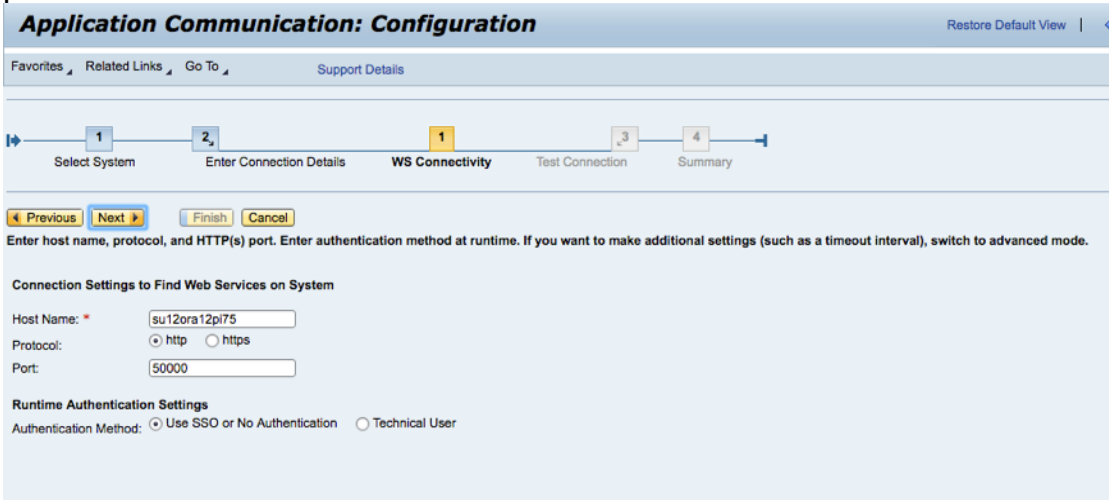 Application Communication: Configuration
Restore Default View
Favorites Related Links Go To Support Details
1 2 1 3 4
Select System Enter Connection Details WS Connectivity Test Connection Summary
Previous Next Finish Cancel
Enter host name, protocol, and HTTP(s) port. Enter authentication method at runtime. If you want to make additional settings (such as a timeout interval), switch to advanced mode.
Connection Settings to Find Web Services on System
Host Name: * su12ora12pi75
Protocol: http https
Port: 50000
Runtime Authentication Settings
Authentication Method: Use SSO or No Authentication Technical User